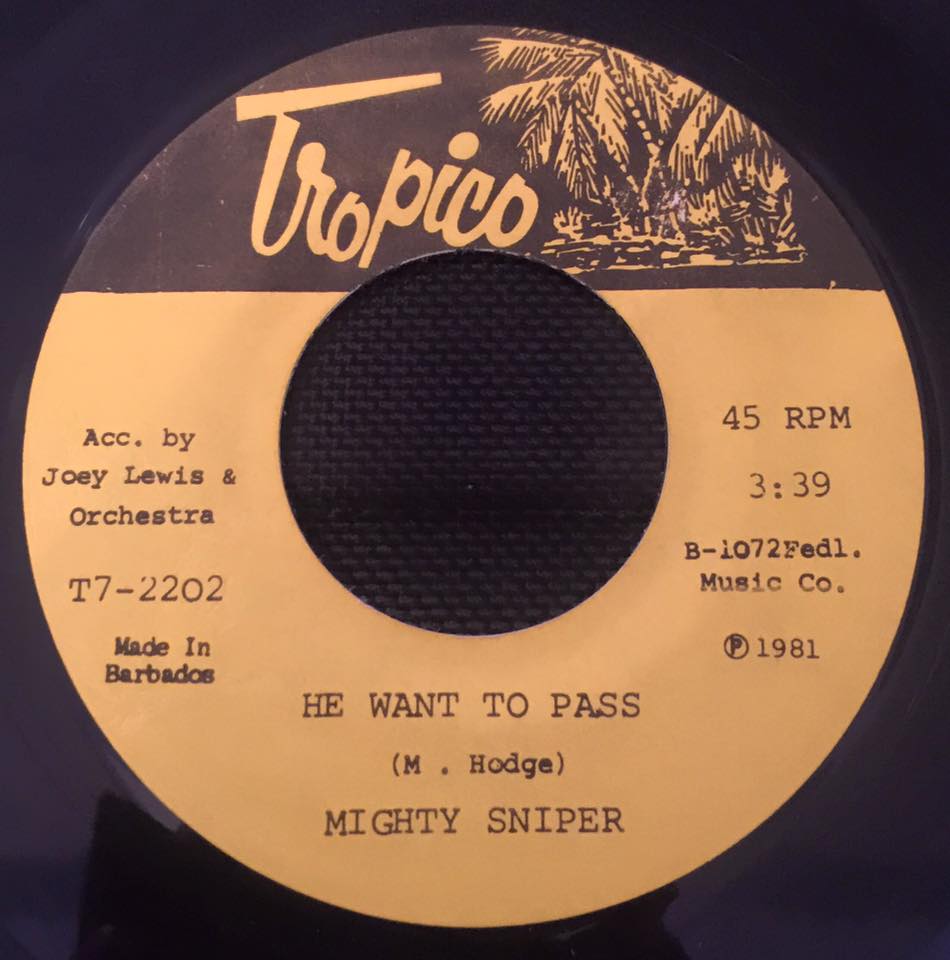 Tropico
Acc. by
Joey Lewis &
Orchestra
T7-2202
Made In
Barbados
45 RPM
3:39
B-1072Fedl.
Music Co.
Ⓟ1981
HE WANT TO PASS
(M . Hodge)
MIGHTY SNIPER